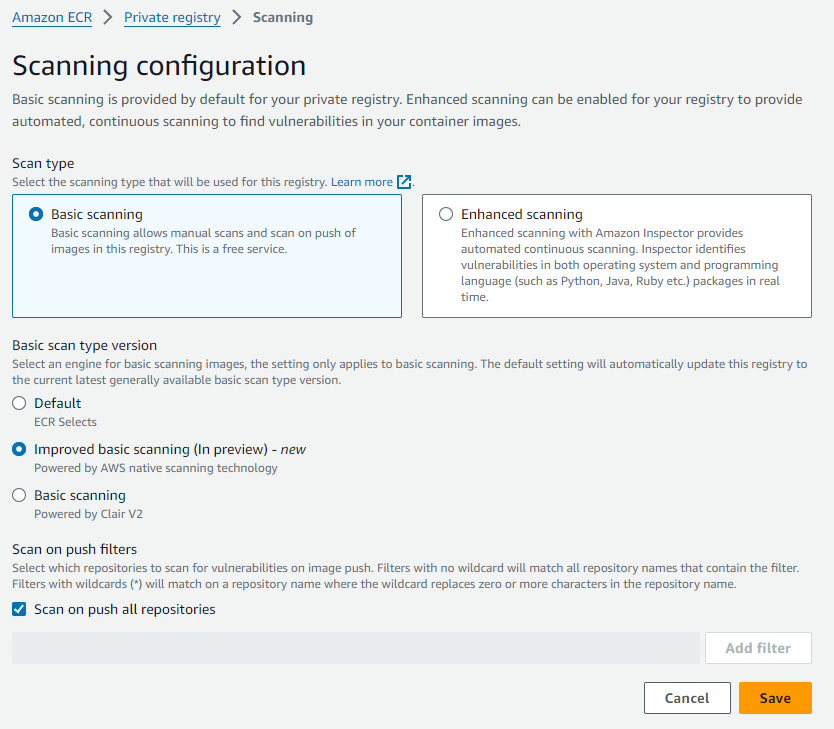 Amazon ECR > Private registry > Scanning
Scanning configuration
Basic scanning is provided by default for your private registry. Enhanced scanning can be enabled for your registry to provide
automated, continuous scanning to find vulnerabilities in your container images.
Scan type
Select the scanning type that will be used for this registry. Learn more.
Basic scanning
Basic scanning allows manual scans and scan on push of
images in this registry. This is a free service.
Enhanced scanning
Enhanced scanning with Amazon Inspector provides
automated continuous scanning. Inspector identifies
vulnerabilities in both operating system and programming
language (such as Python, Java, Ruby etc.) packages in real
time.
Basic scan type version
Select an engine for basic scanning images, the setting only applies to basic scanning. The default setting will automatically update this registry to
the current latest generally available basic scan type version.
Default
ECR Selects
Improved basic scanning (In preview) - new
Powered by AWS native scanning technology
Basic scanning
Powered by Clair V2
Scan on push filters
Select which repositories to scan for vulnerabilities on image push. Filters with no wildcard will match all repository names that contain the filter.
Filters with wildcards (*) will match on a repository name where the wildcard replaces zero or more characters in the repository name.
Scan on push all repositories
Add filter
Cancel
Save